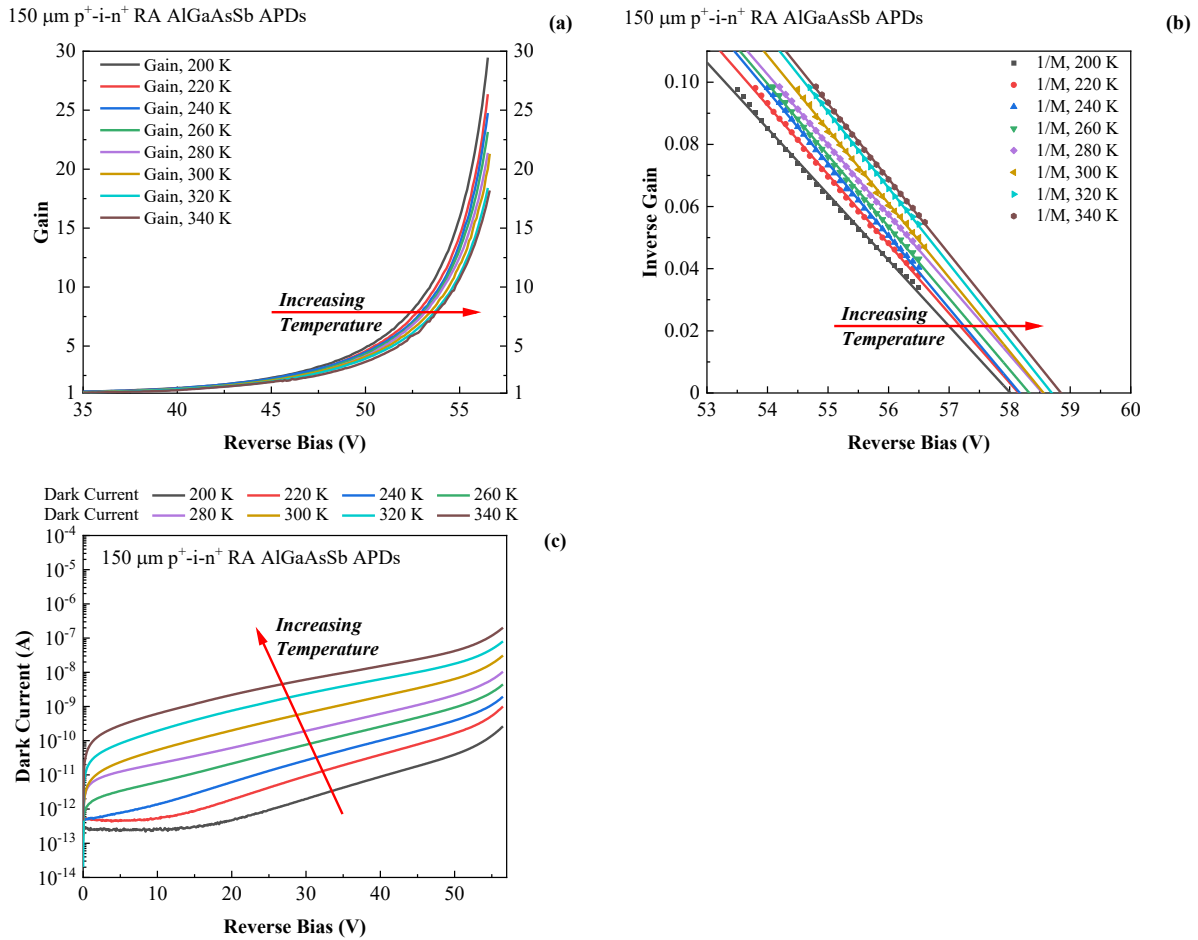 150 μm p⁺-i-n⁺ RA AlGaAsSb APDs
(a)
30
25
20
15
10
5
1
30
25
20
15
10
5
1
35
40
45
50
55
Gain
Reverse Bias (V)
Gain, 200 K
Gain, 220 K
Gain, 240 K
Gain, 260 K
Gain, 280 K
Gain, 300 K
Gain, 320 K
Gain, 340 K
Increasing
Temperature
150 μm p⁺-i-n⁺ RA AlGaAsSb APDs
(b)
0.10
0.08
0.06
0.04
0.02
0
53
54
55
56
57
58
59
60
Inverse Gain
Reverse Bias (V)
1/M, 200 K
1/M, 220 K
1/M, 240 K
1/M, 260 K
1/M, 280 K
1/M, 300 K
1/M, 320 K
1/M, 340 K
Increasing
Temperature
Dark Current 200 K 220 K 240 K 260 K
Dark Current 280 K 300 K 320 K 340 K
(c)
150 μm p⁺-i-n⁺ RA AlGaAsSb APDs
10⁻⁴
10⁻⁵
10⁻⁶
10⁻⁷
10⁻⁸
10⁻⁹
10⁻¹⁰
10⁻¹¹
10⁻¹²
10⁻¹³
10⁻¹⁴
0
10
20
30
40
50
Dark Current (A)
Reverse Bias (V)
Increasing
Temperature